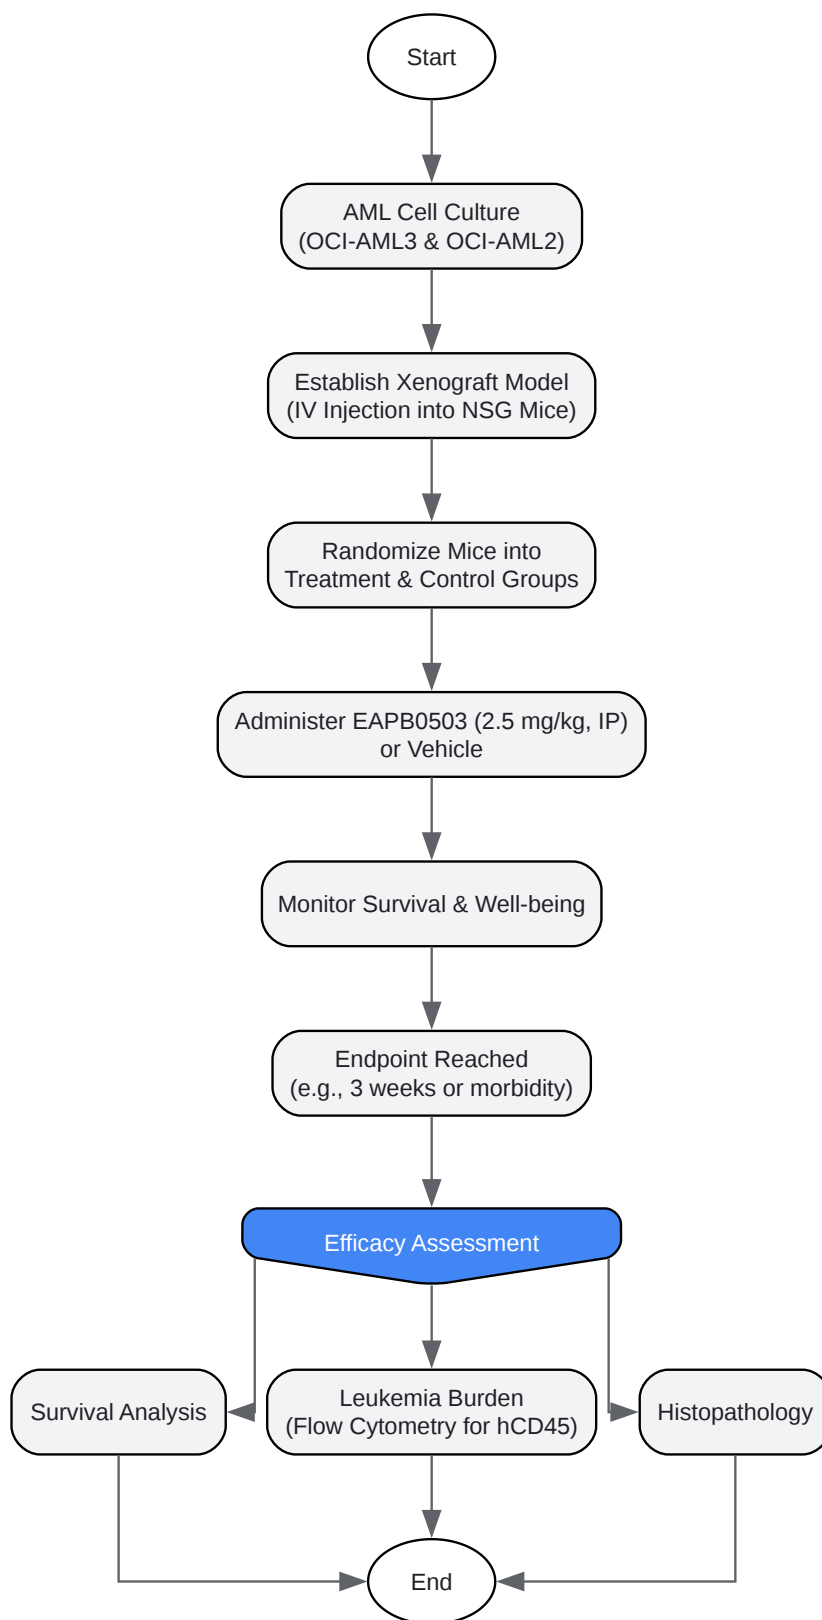 Start
AML Cell Culture
(OCI-AML3 & OCI-AML2)
Establish Xenograft Model
(IV Injection into NSG Mice)
Randomize Mice into
Treatment & Control Groups
Administer EAPB0503 (2.5 mg/kg, IP)
or Vehicle
Monitor Survival & Well-being
Endpoint Reached
(e.g., 3 weeks or morbidity)
Efficacy Assessment
Survival Analysis
Leukemia Burden
(Flow Cytometry for hCD45)
Histopathology
End